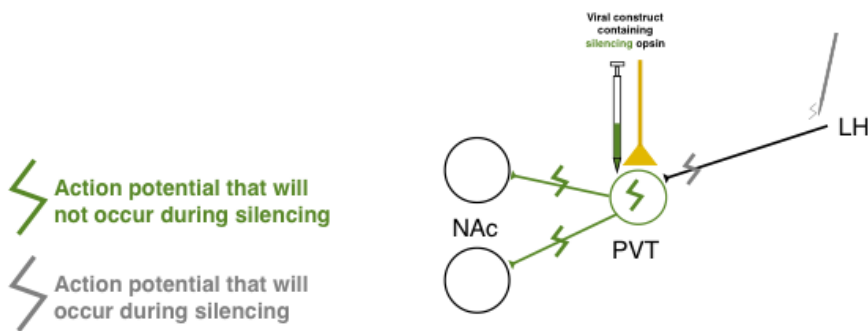 Viral construct
containing
silencing opsin
LH
Action potential that will
not occur during silencing
NAc
PVT
Action potential that will
occur during silencing